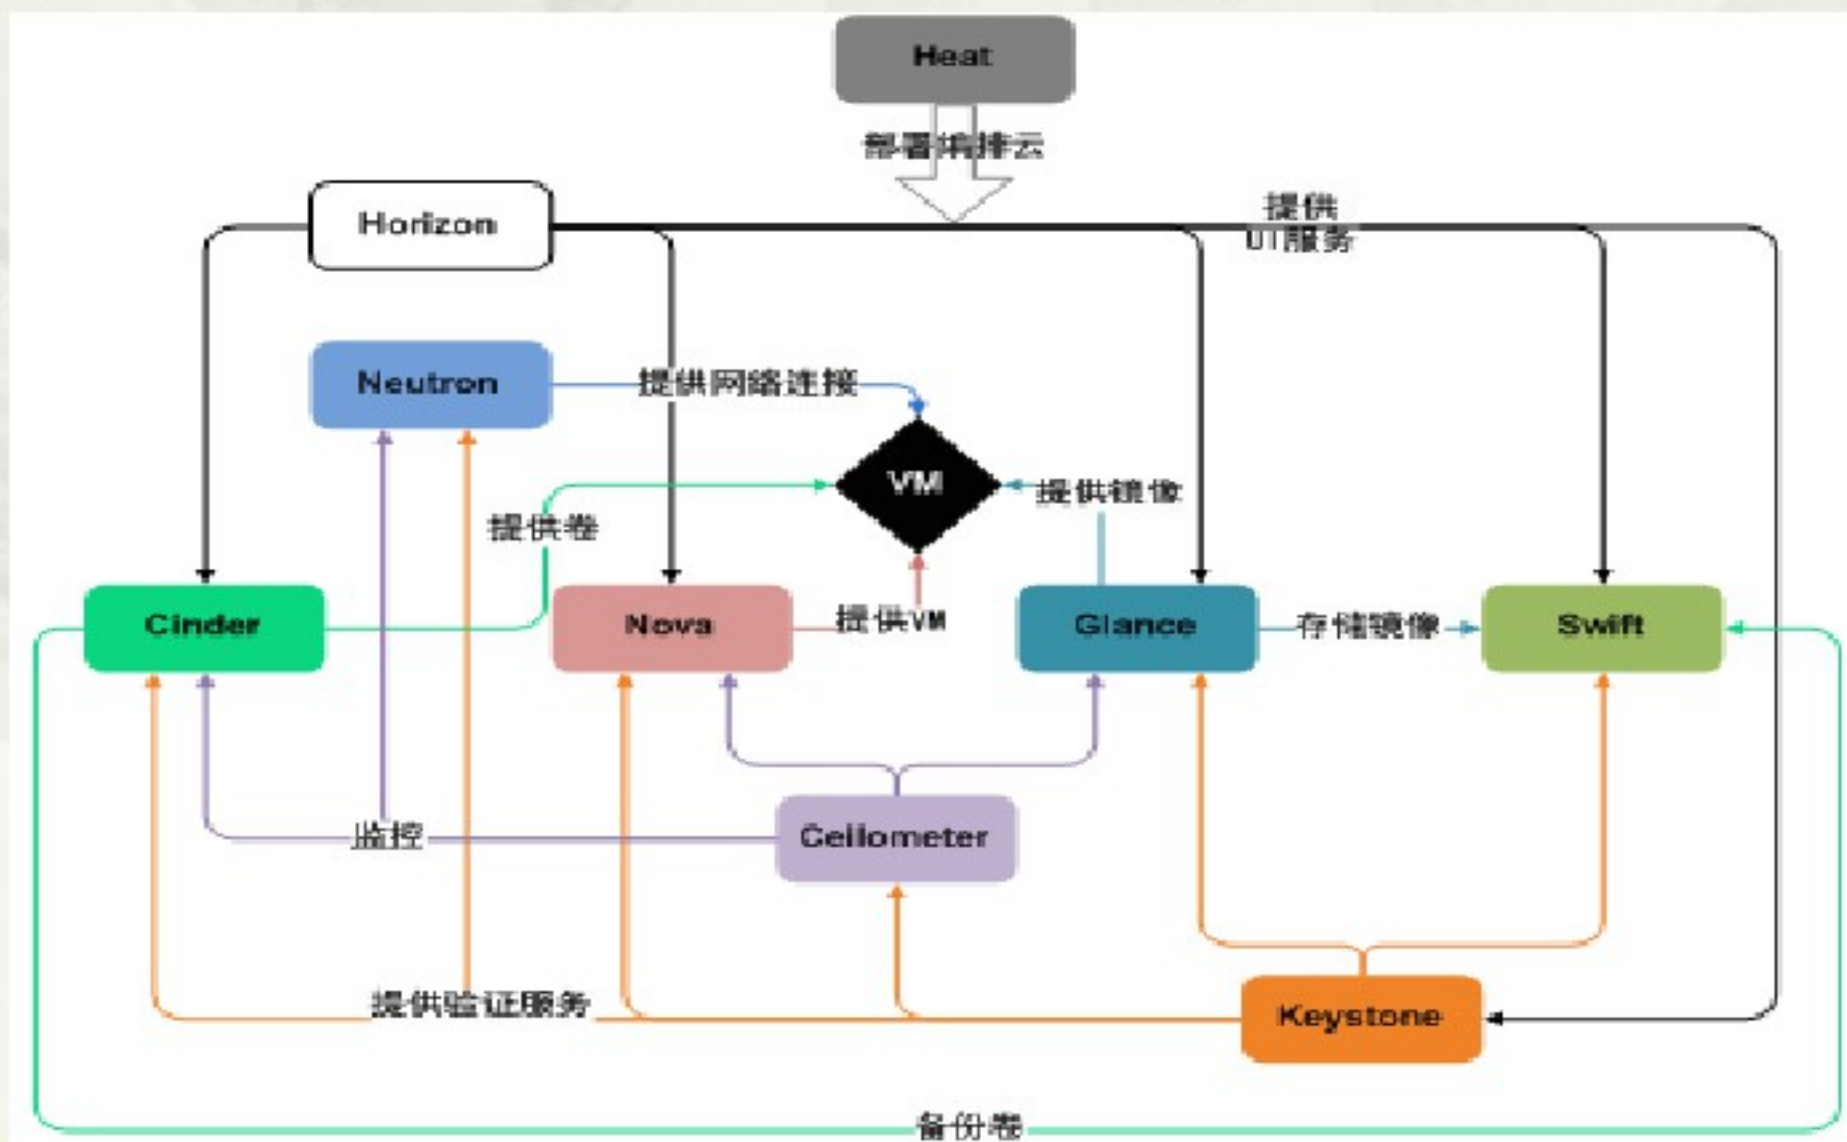 Heat
部署编排云
提供
UI服务
Horizon
Neutron
提供网络连接
VM
提供镜像
提供卷
Cinder
Nova
提供VM
Glance
存储镜像
Swift
Ceilometer
监控
提供验证服务
Keystone
备份卷